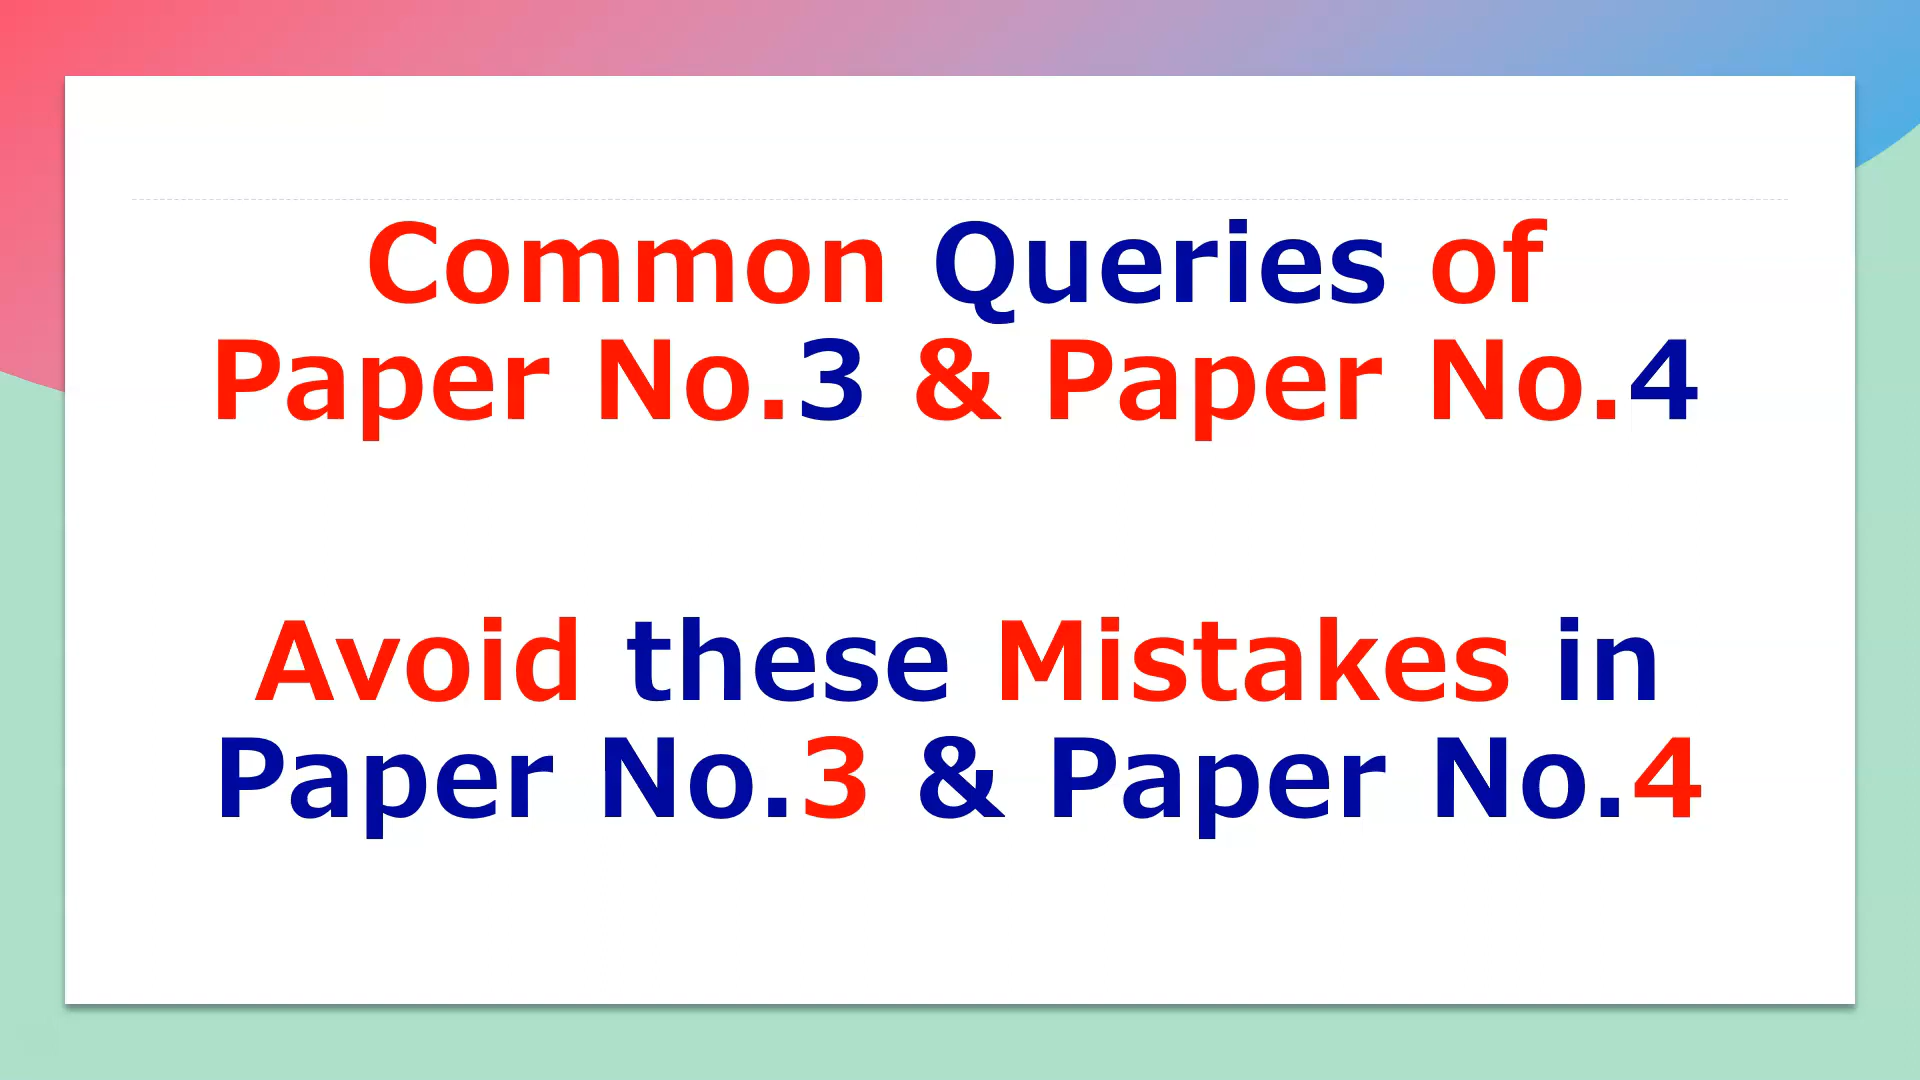 Common Queries of
Paper No.3 & Paper No.4
Avoid these Mistakes in
Paper No.3 & Paper No.4